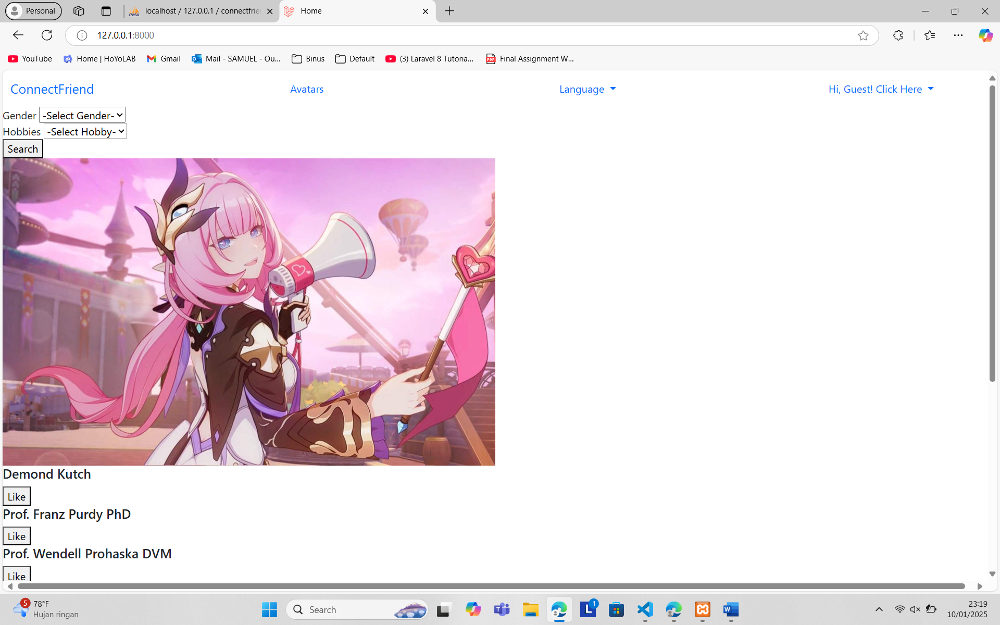 Personal
PMA localhost / 127.0.0.1 / connectfrie
Home
127.0.0.1:8000
YouTube
Home | HoYoLAB
Gmail
Mail - SAMUEL - Ou...
Binus
Default
(3) Laravel 8 Tutoria...
PDF Final Assignment W...
ConnectFriend
Avatars
Language
Hi, Guest! Click Here
Gender -Select Gender-
Hobbies -Select Hobby-
Search
Demond Kutch
Like
Prof. Franz Purdy PhD
Like
Prof. Wendell Prohaska DVM
Like
5
78°F
Hujan ringan
Search
L 1
W
23:19
10/01/2025